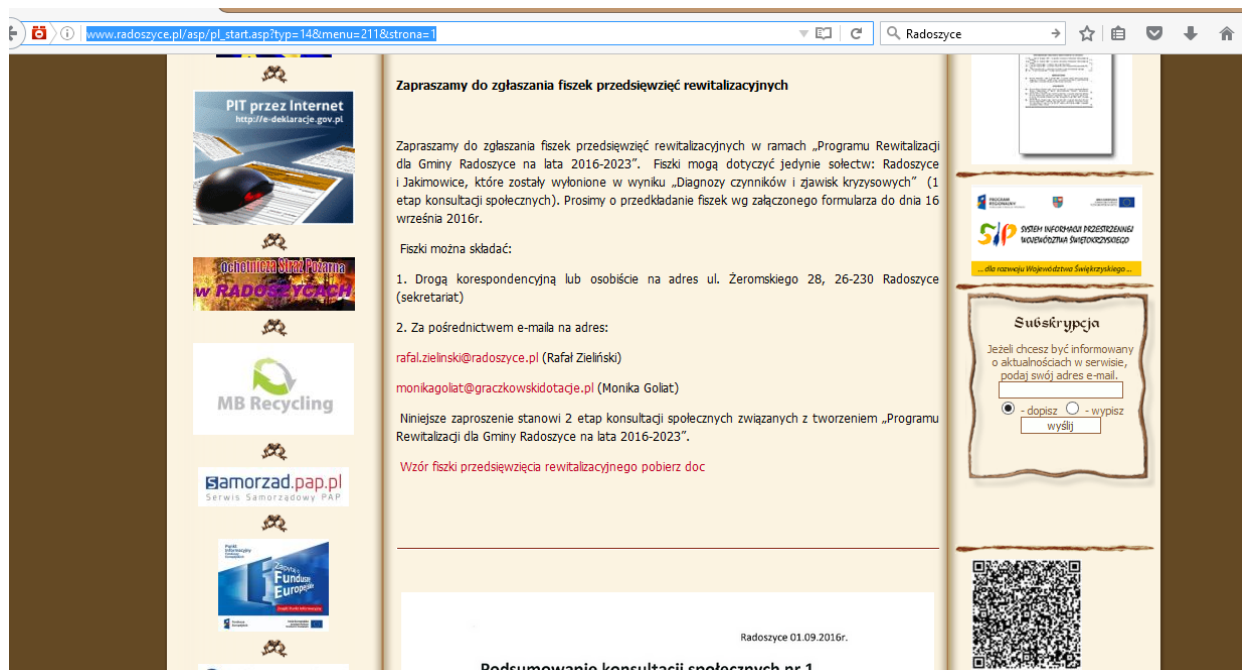 www.radoszyce.pl/asp/pl_start.asp?typ=14&menu=211&strona=1
Radoszyce
PIT przez Internet
http://e-deklaracje.gov.pl
Ochotnicza Straż Pożarna
w RADOSZYCACH
MB Recycling
samorzad.pap.pl
Serwis Samorządowy PAP
Punkt
Informacyjny
Zapytaj o
Fundusze
Europejskie
Zapraszamy do zgłaszania fiszek przedsięwzięć rewitalizacyjnych
Zapraszamy do zgłaszania fiszek przedsięwzięć rewitalizacyjnych w ramach „Programu Rewitalizacji
dla Gminy Radoszyce na lata 2016-2023”. Fiszki mogą dotyczyć jedynie sołectw: Radoszyce
i Jakimowice, które zostały wyłonione w wyniku „Diagnozy czynników i zjawisk kryzysowych” (1
etap konsultacji społecznych). Prosimy o przedkładanie fiszek wg załączonego formularza do dnia 16
września 2016r.
Fiszki można składać:
1. Drogą korespondencyjną lub osobiście na adres ul. Żeromskiego 28, 26-230 Radoszyce
(sekretariat)
2. Za pośrednictwem e-maila na adres:
rafal.zielinski@radoszyce.pl (Rafał Zieliński)
monikagoliat@graczkowskidotacje.pl (Monika Goliat)
Niniejsze zaproszenie stanowi 2 etap konsultacji społecznych związanych z tworzeniem „Programu
Rewitalizacji dla Gminy Radoszyce na lata 2016-2023”.
Wzór fiszki przedsięwzięcia rewitalizacyjnego pobierz doc
Radoszyce 01.09.2016r.
Podsumowanie konsultacji społecznych nr 1
SIP
SYSTEM INFORMACJI PRZESTRZENNEJ
WOJEWÓDZTWA ŚWIĘTOKRZYSKIEGO
... dla rozwoju Województwa Świętokrzyskiego ...
Subskrypcja
Jeżeli chcesz być informowany
o aktualnościach w serwisie,
podaj swój adres e-mail.
- dopisz - wypisz
wyślij